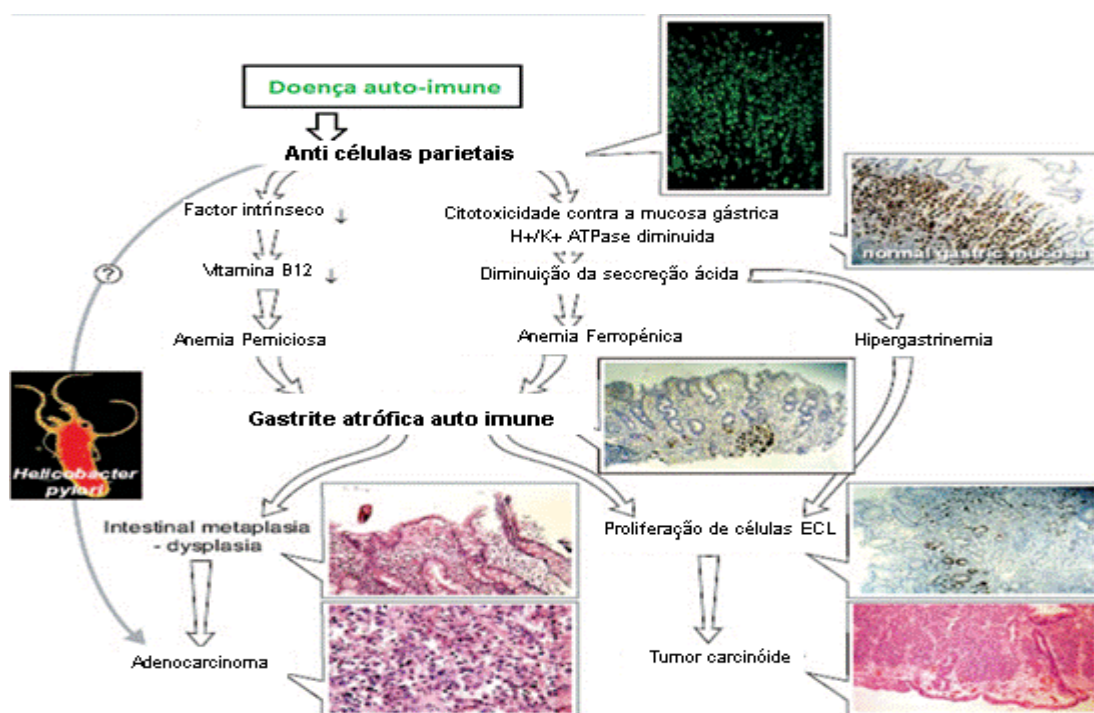 Doença auto-imune
Anti células parietais
Factor intrínseco ↓
Citotoxicidade contra a mucosa gástrica
H+/K+ ATPase diminuida
normal gastric mucosa
?
Vitamina B12 ↓
Diminuição da seccreção ácida
Anemia Perniciosa
Anemia Ferropénica
Hipergastrinemia
Gastrite atrófica auto imune
Helicobacter
pylori
Intestinal metaplasia
- dysplasia
Proliferação de células ECL
Adenocarcinoma
Tumor carcinóide